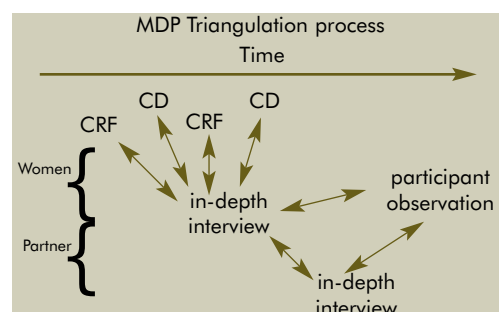 MDP Triangulation process
Time
CD
CD
CRF
CRF
Women
participant
observation
in-depth
interview
Partner
in-depth
interview